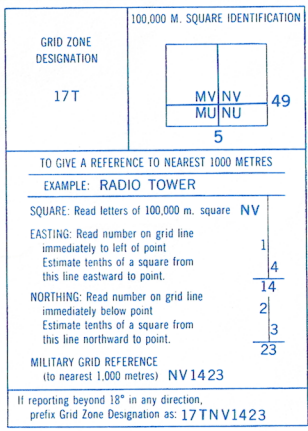 GRID ZONE
DESIGNATION
17T
100,000 M. SQUARE IDENTIFICATION
MV NV
49
MU NU
5
TO GIVE A REFERENCE TO NEAREST 1000 METRES
EXAMPLE: RADIO TOWER
SQUARE: Read letters of 100,000 m. square NV
EASTING: Read number on grid line
immediately to left of point 1
Estimate tenths of a square from
this line eastward to point. 4
14
NORTHING: Read number on grid line
immediately below point 2
Estimate tenths of a square from
this line northward to point. 3
23
MILITARY GRID REFERENCE
(to nearest 1,000 metres) NV1423
If reporting beyond 18° in any direction,
prefix Grid Zone Designation as: 17TNV1423